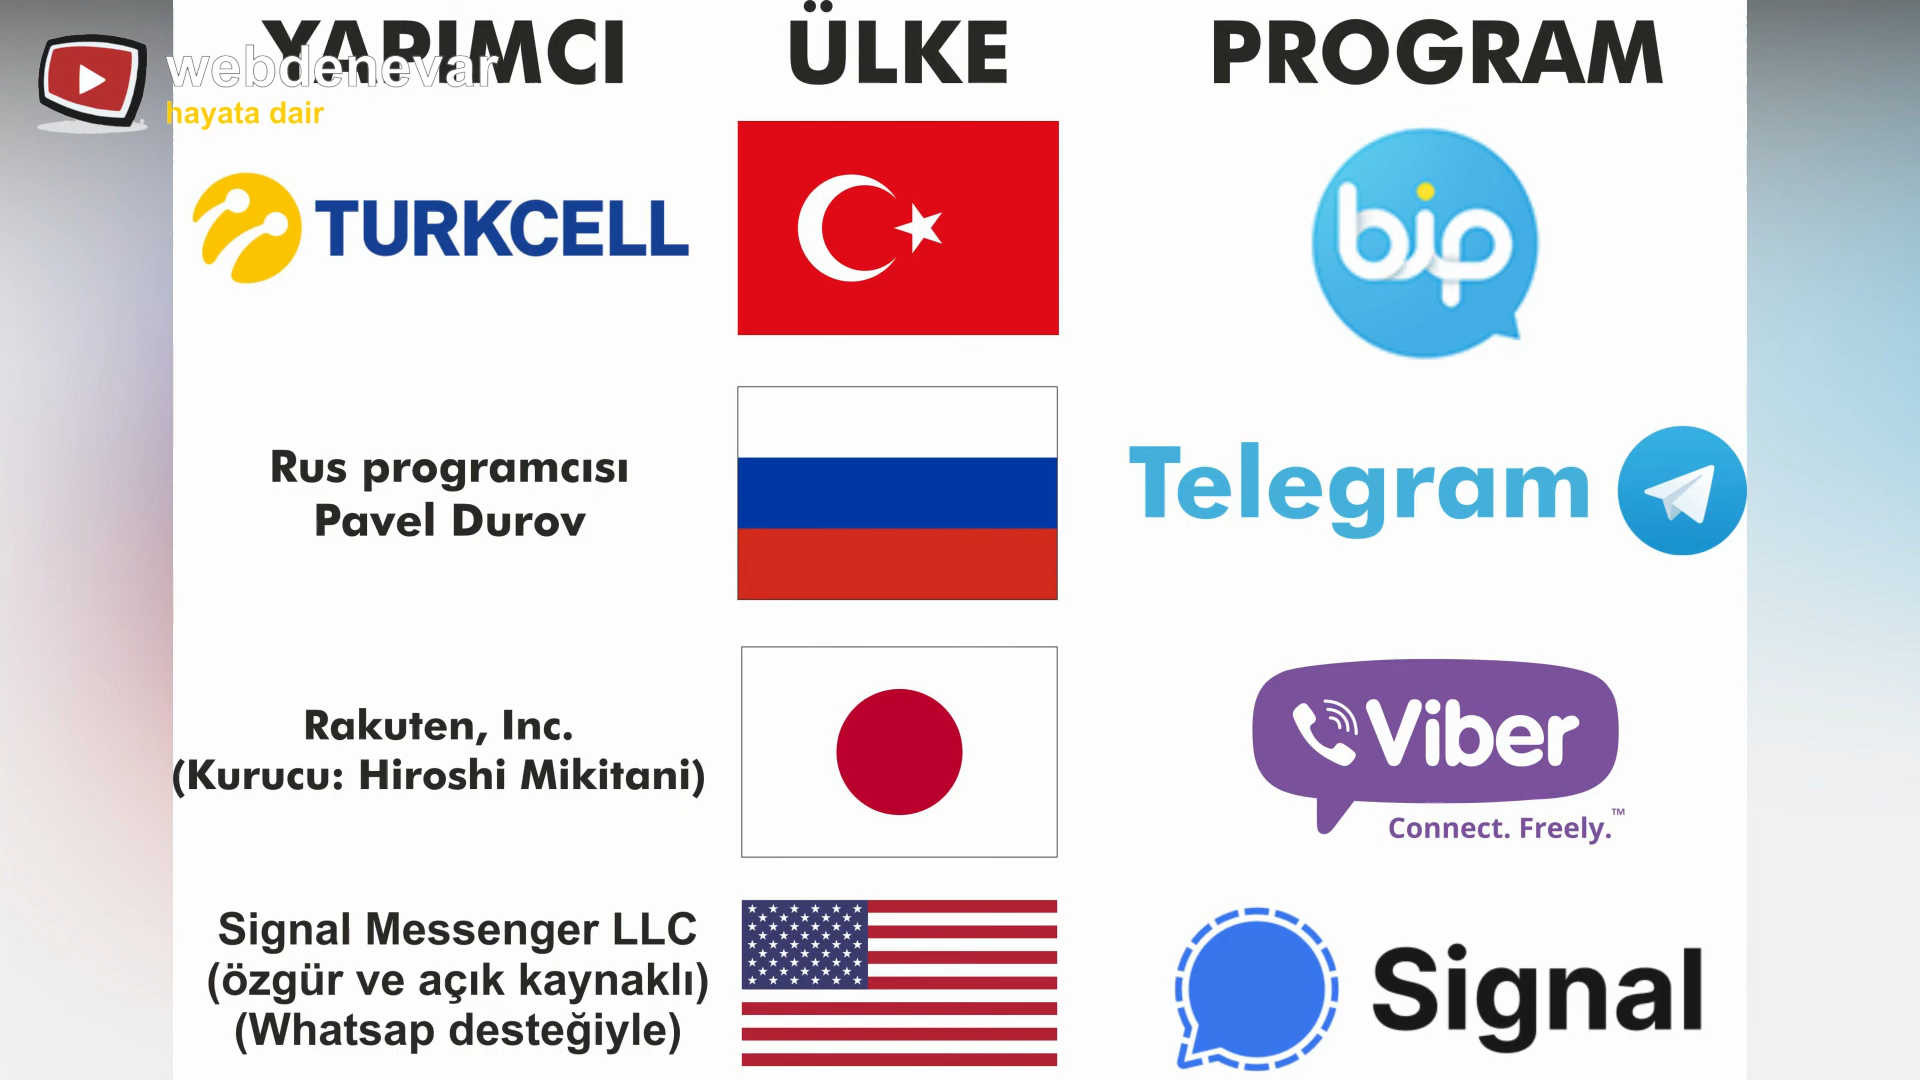 YAPIMCI ÜLKE PROGRAM
webdenevar
hayata dair
TURKCELL
bip
Rus programcısı
Pavel Durov
Telegram
Rakuten, Inc.
(Kurucu: Hiroshi Mikitani)
Viber
Connect. Freely.™
Signal Messenger LLC
(özgür ve açık kaynaklı)
(Whatsap desteğiyle)
Signal